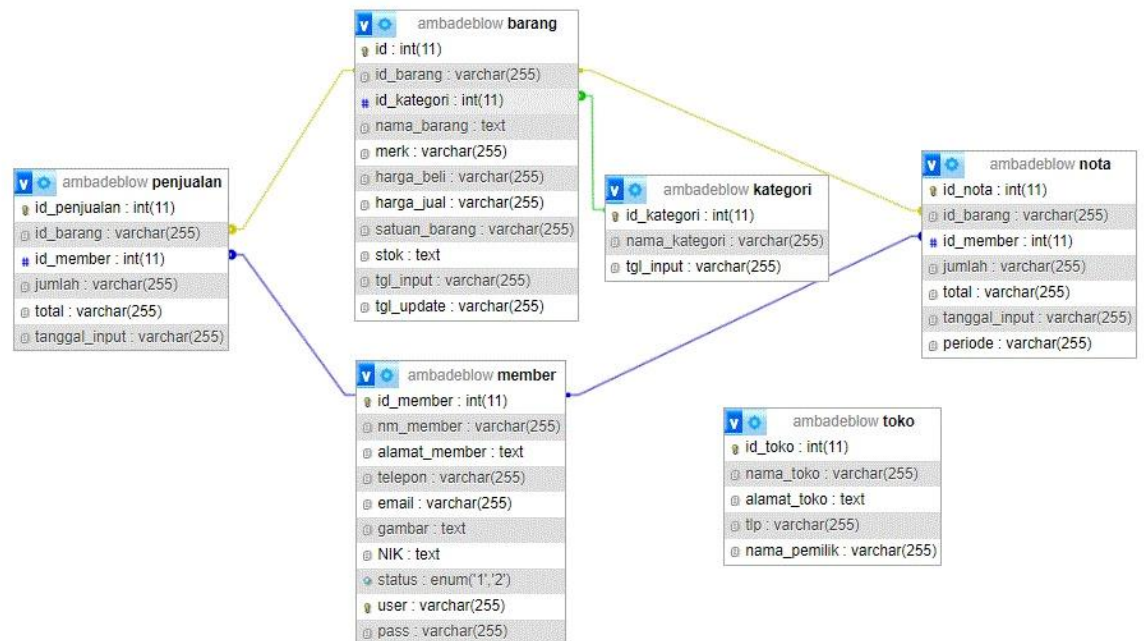 ambadeblow barang
id : int(11)
id_barang : varchar(255)
id_kategori : int(11)
nama_barang : text
merk : varchar(255)
harga_beli : varchar(255)
harga_jual : varchar(255)
satuan_barang : varchar(255)
stok : text
tgl_input : varchar(255)
tgl_update : varchar(255)
ambadeblow penjualan
id_penjualan : int(11)
id_barang : varchar(255)
id_member : int(11)
jumlah : varchar(255)
total : varchar(255)
tanggal_input : varchar(255)
ambadeblow kategori
id_kategori : int(11)
nama_kategori : varchar(255)
tgl_input : varchar(255)
ambadeblow nota
id_nota : int(11)
id_barang : varchar(255)
id_member : int(11)
jumlah : varchar(255)
total : varchar(255)
tanggal_input : varchar(255)
periode : varchar(255)
ambadeblow member
id_member : int(11)
nm_member : varchar(255)
alamat_member : text
telepon : varchar(255)
email : varchar(255)
gambar : text
NIK : text
status : enum('1','2')
user : varchar(255)
pass : varchar(255)
ambadeblow toko
id_toko : int(11)
nama_toko : varchar(255)
alamat_toko : text
tlp : varchar(255)
nama_pemilik : varchar(255)